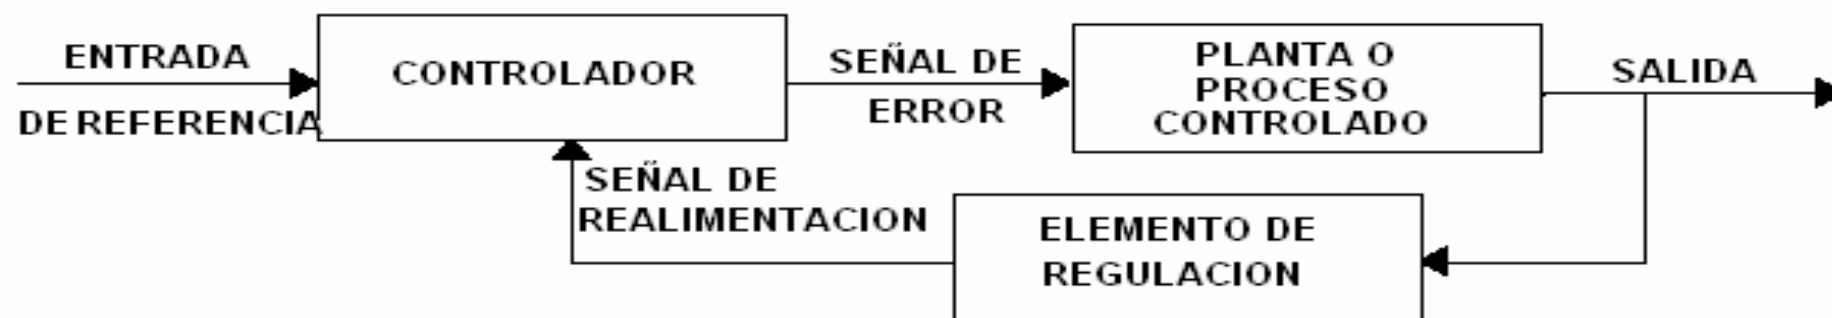 ENTRADA
DE REFERENCIA
CONTROLADOR
SEÑAL DE
ERROR
PLANTA O
PROCESO
CONTROLADO
SALIDA
SEÑAL DE
REALIMENTACION
ELEMENTO DE
REGULACION